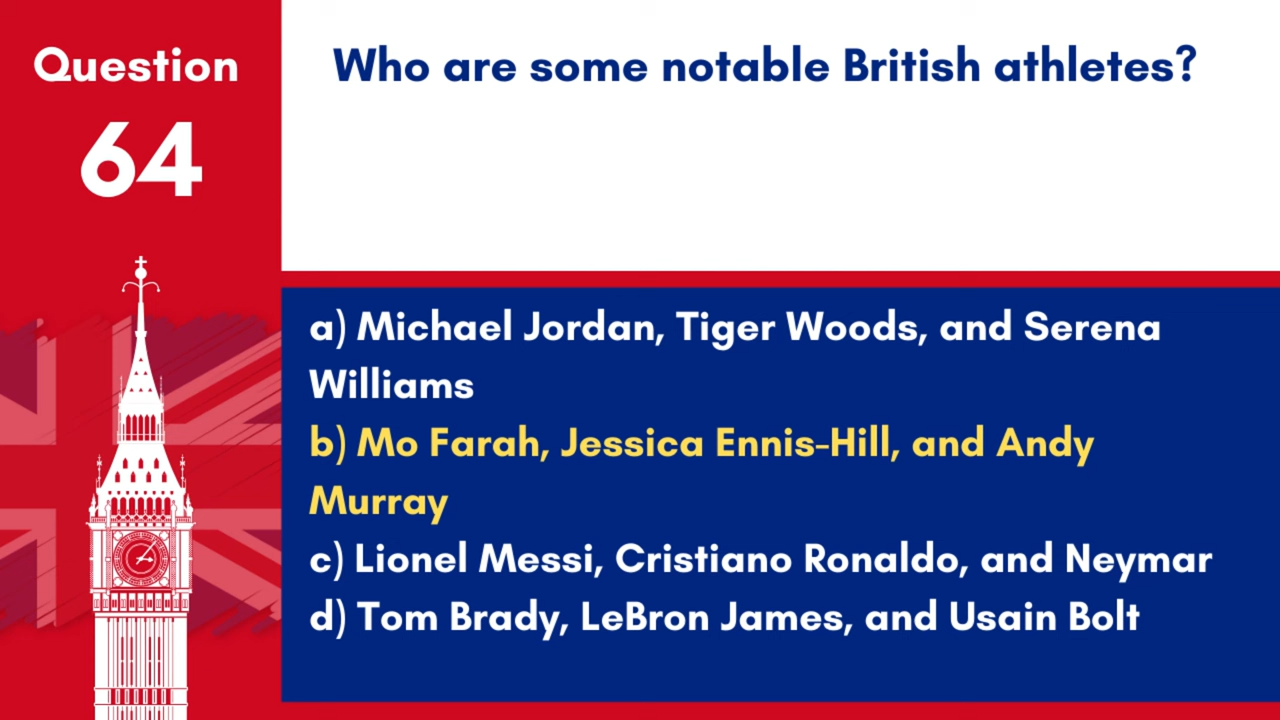 Question
64
Who are some notable British athletes?
a) Michael Jordan, Tiger Woods, and Serena
Williams
b) Mo Farah, Jessica Ennis-Hill, and Andy
Murray
c) Lionel Messi, Cristiano Ronaldo, and Neymar
d) Tom Brady, LeBron James, and Usain Bolt